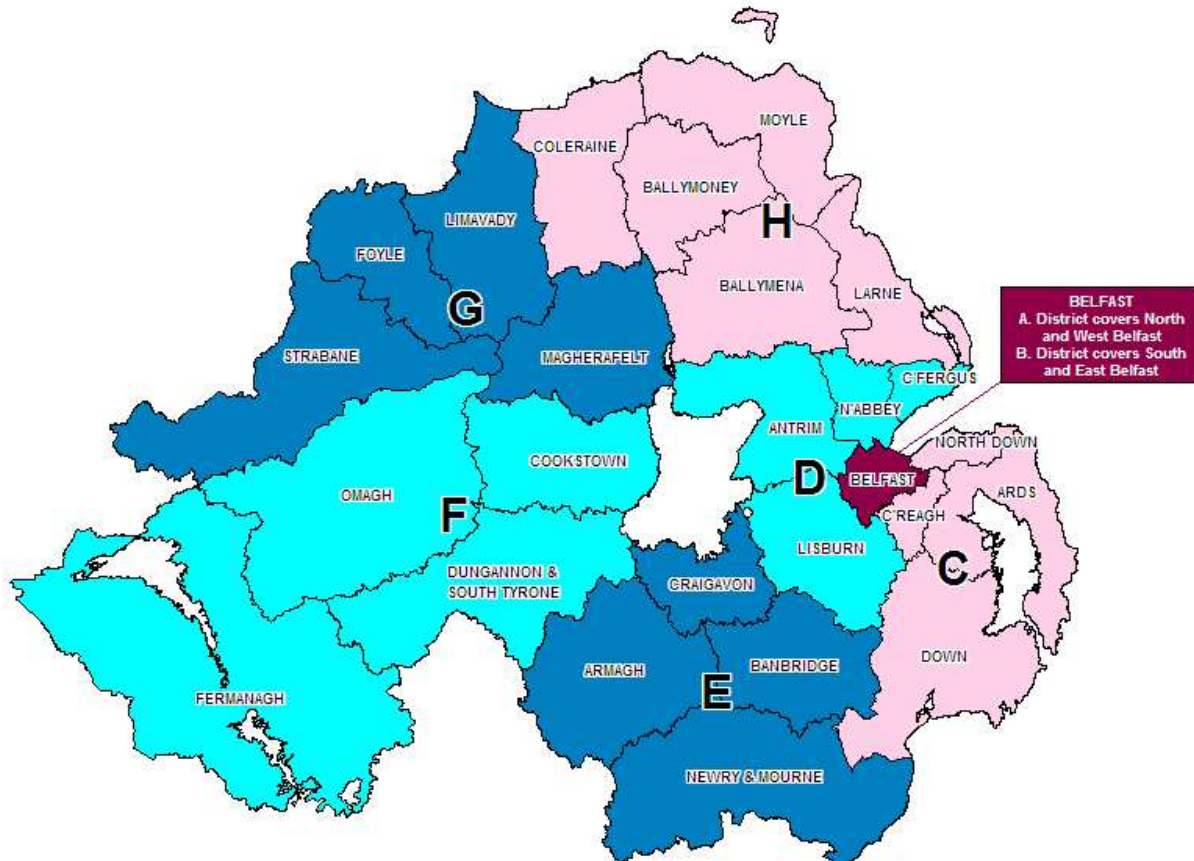 MOYLE
COLERAINE
BALLYMONEY
LIMAVADY
H
FOYLE
BALLYMENA
LARNE
G
BELFAST
A. District covers North
and West Belfast
B. District covers South
and East Belfast
STRABANE
MAGHERAFELT
C'FERGUS
N'ABBEY
ANTRIM
NORTH DOWN
COOKSTOWN
D
BELFAST
ARDS
OMAGH
F
C'REAGH
LISBURN
DUNGANNON &
SOUTH TYRONE
CRAIGAVON
C
ARMAGH
BANBRIDGE
DOWN
FERMANAGH
E
NEWRY & MOURNE